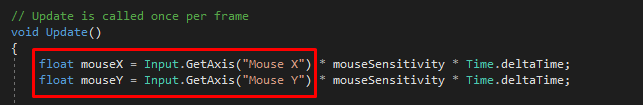 // Update is called once per frame
void Update()
{
float mouseX = Input.GetAxis("Mouse X") * mouseSensitivity * Time.deltaTime;
float mouseY = Input.GetAxis("Mouse Y") * mouseSensitivity * Time.deltaTime;